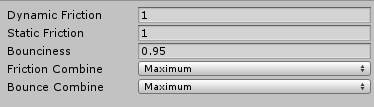 Dynamic Friction 1
Static Friction 1
Bounciness 0.95
Friction Combine Maximum
Bounce Combine Maximum